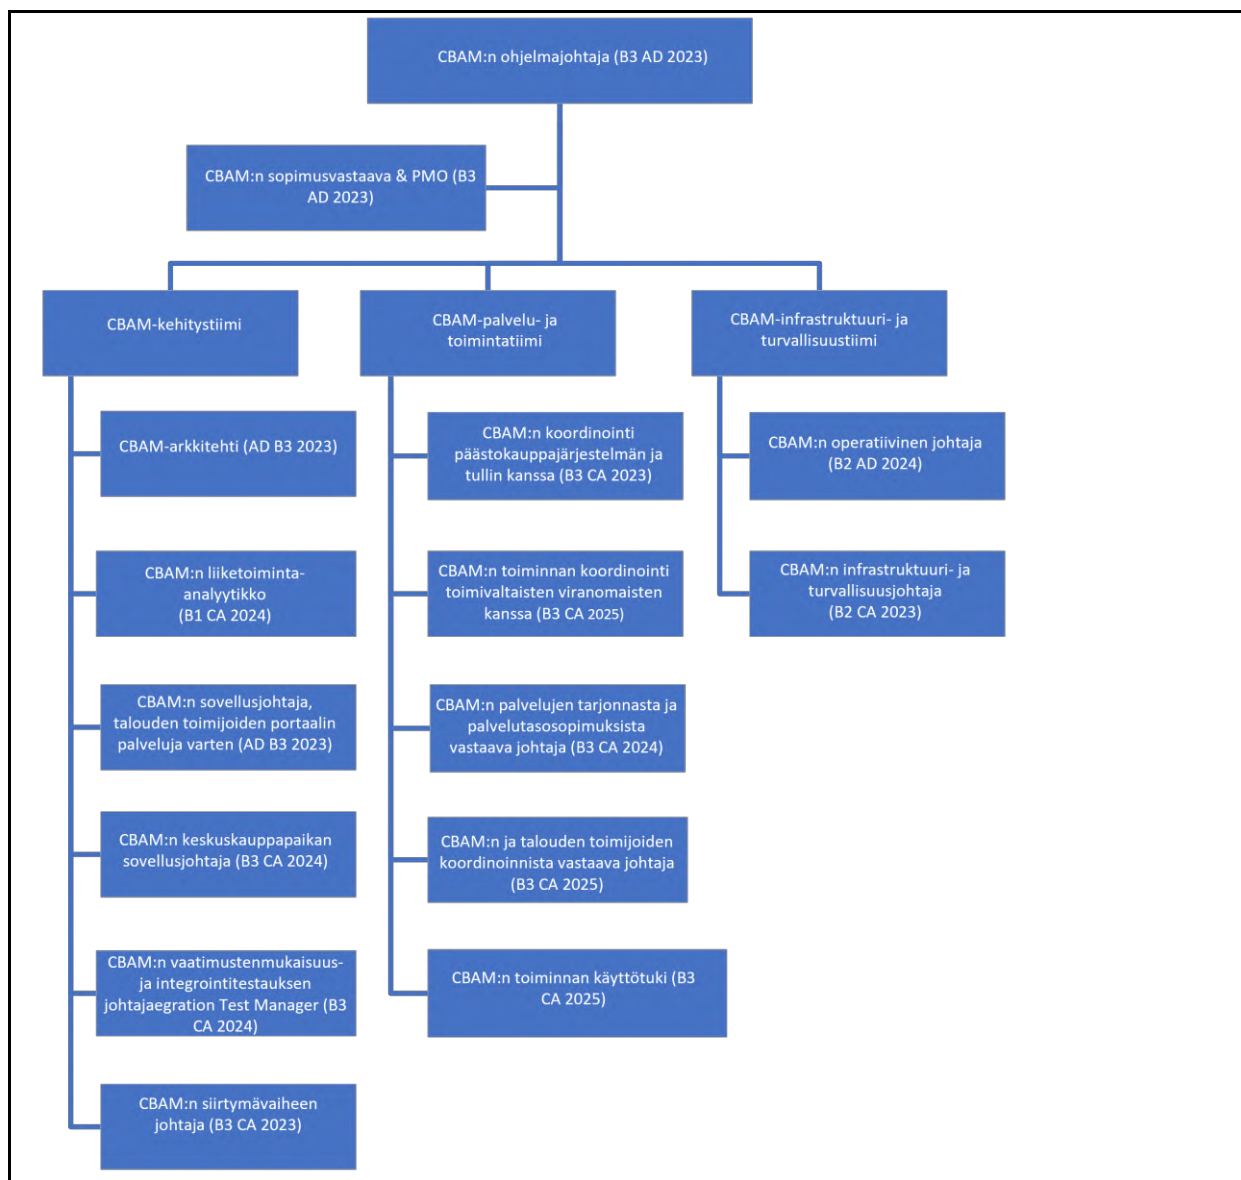 CBAM:n ohjelmajohtaja (B3 AD 2023)
CBAM:n sopimusvastaava & PMO (B3
AD 2023)
CBAM-kehitystiimi
CBAM-arkkitehti (AD B3 2023)
CBAM:n liiketoiminta-
analyytikko
(B1 CA 2024)
CBAM:n sovellusjohtaja,
talouden toimijoiden portaalin
palveluja varten (AD B3 2023)
CBAM:n keskuskauppapaikan
sovellusjohtaja (B3 CA 2024)
CBAM:n vaatimustenmukaisuus-
ja integrointitestauksen
johtajaegration Test Manager (B3
CA 2024)
CBAM:n siirtymävaiheen
johtaja (B3 CA 2023)
CBAM-palvelu- ja
toimintatiimi
CBAM:n koordinointi
päästokauppajärjestelmän ja
tullin kanssa (B3 CA 2023)
CBAM:n toiminnan koordinointi
toimivaltaisten viranomaisten
kanssa (B3 CA 2025)
CBAM:n palvelujen tarjonnasta ja
palvelutasosopimuksista
vastaava johtaja (B3 CA 2024)
CBAM:n ja talouden toimijoiden
koordinoinnista vastaava johtaja
(B3 CA 2025)
CBAM:n toiminnan käyttötuki (B3
CA 2025)
CBAM-infrastruktuuri- ja
turvallisuustiimi
CBAM:n operatiivinen johtaja
(B2 AD 2024)
CBAM:n infrastruktuuri- ja
turvallisuusjohtaja
(B2 CA 2023)